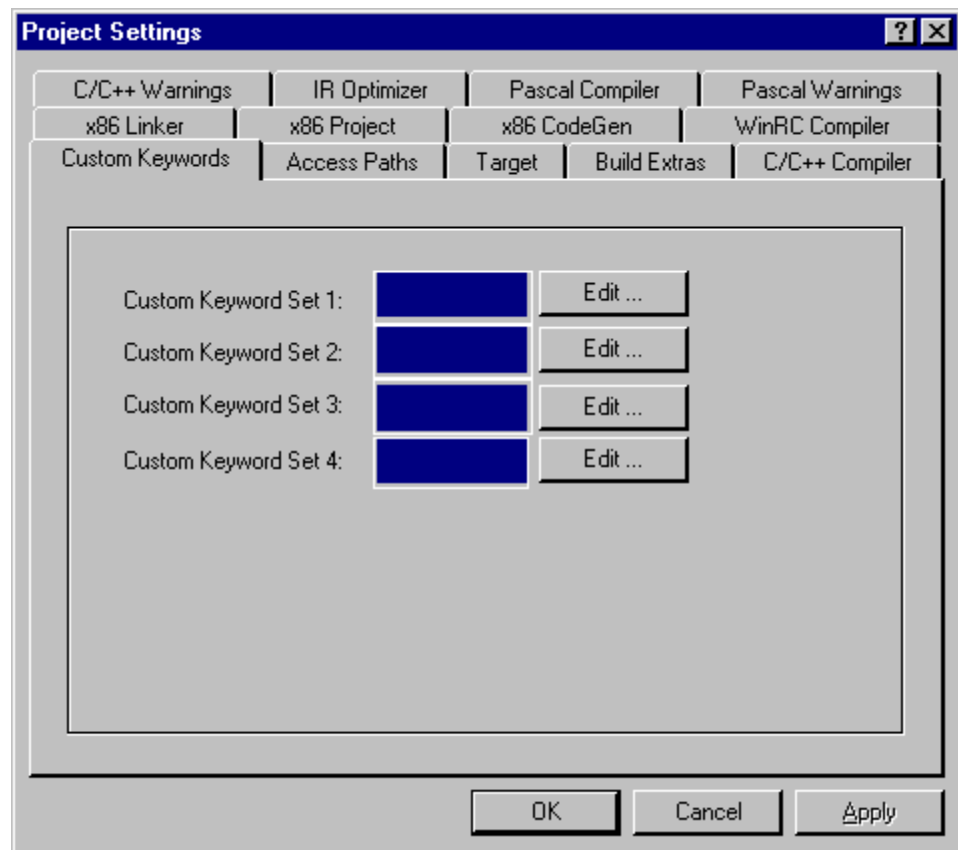 Project Settings
C/C++ Warnings IR Optimizer Pascal Compiler Pascal Warnings
x86 Linker x86 Project x86 CodeGen WinRC Compiler
Custom Keywords Access Paths Target Build Extras C/C++ Compiler
Custom Keyword Set 1: Edit ...
Custom Keyword Set 2: Edit ...
Custom Keyword Set 3: Edit ...
Custom Keyword Set 4: Edit ...
OK Cancel Apply